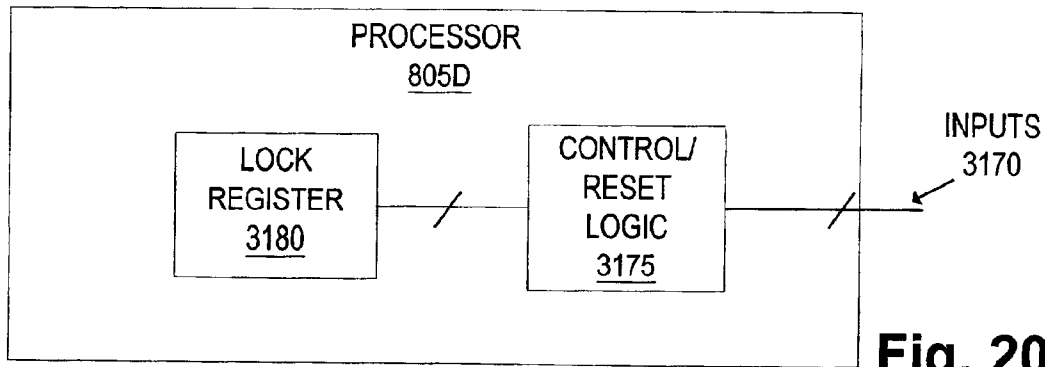 PROCESSOR
805D
LOCK
REGISTER
3180
CONTROL/
RESET
LOGIC
3175
INPUTS
3170
Fig. 20